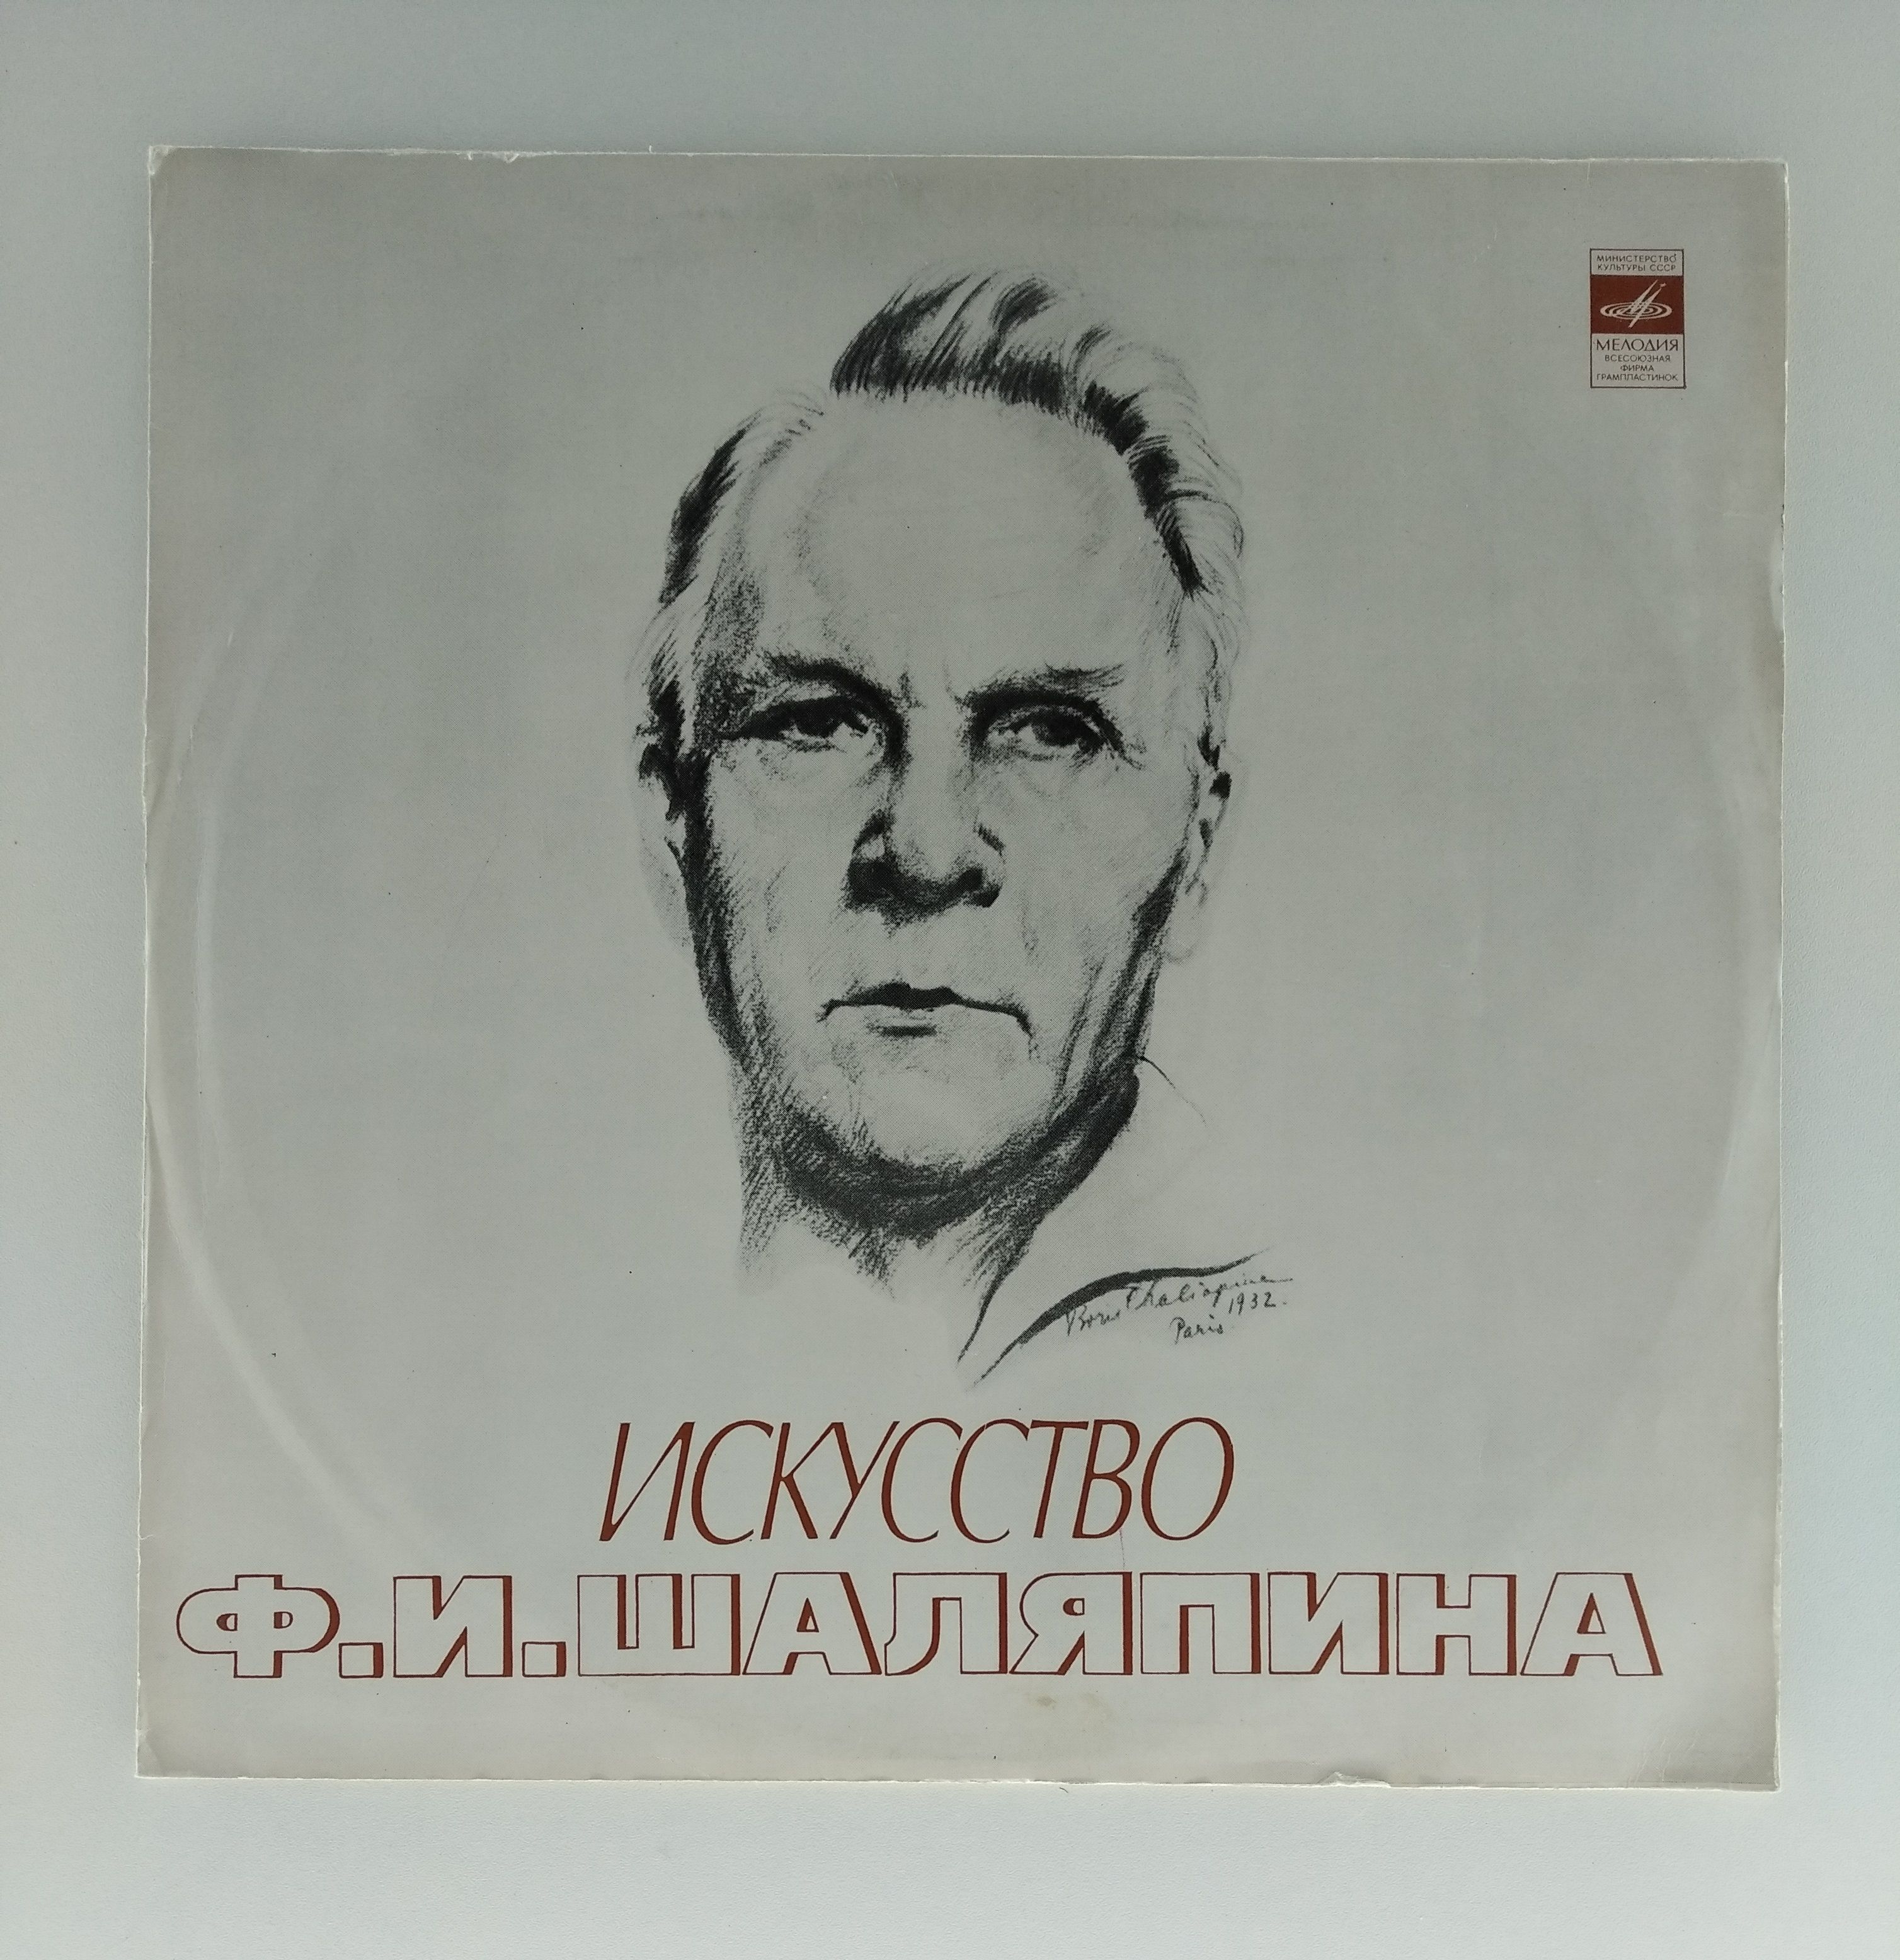 МИНИСТЕРСТВО
КУЛЬТУРЫ СССР
МЕЛОДИЯ
ВСЕСОЮЗНАЯ
ФИРМА
ГРАМПЛАСТИНОК
Boris Chaliapine
1932.
Paris.
ИСКУССТВО
Ф.И.ШАЛЯПИНА